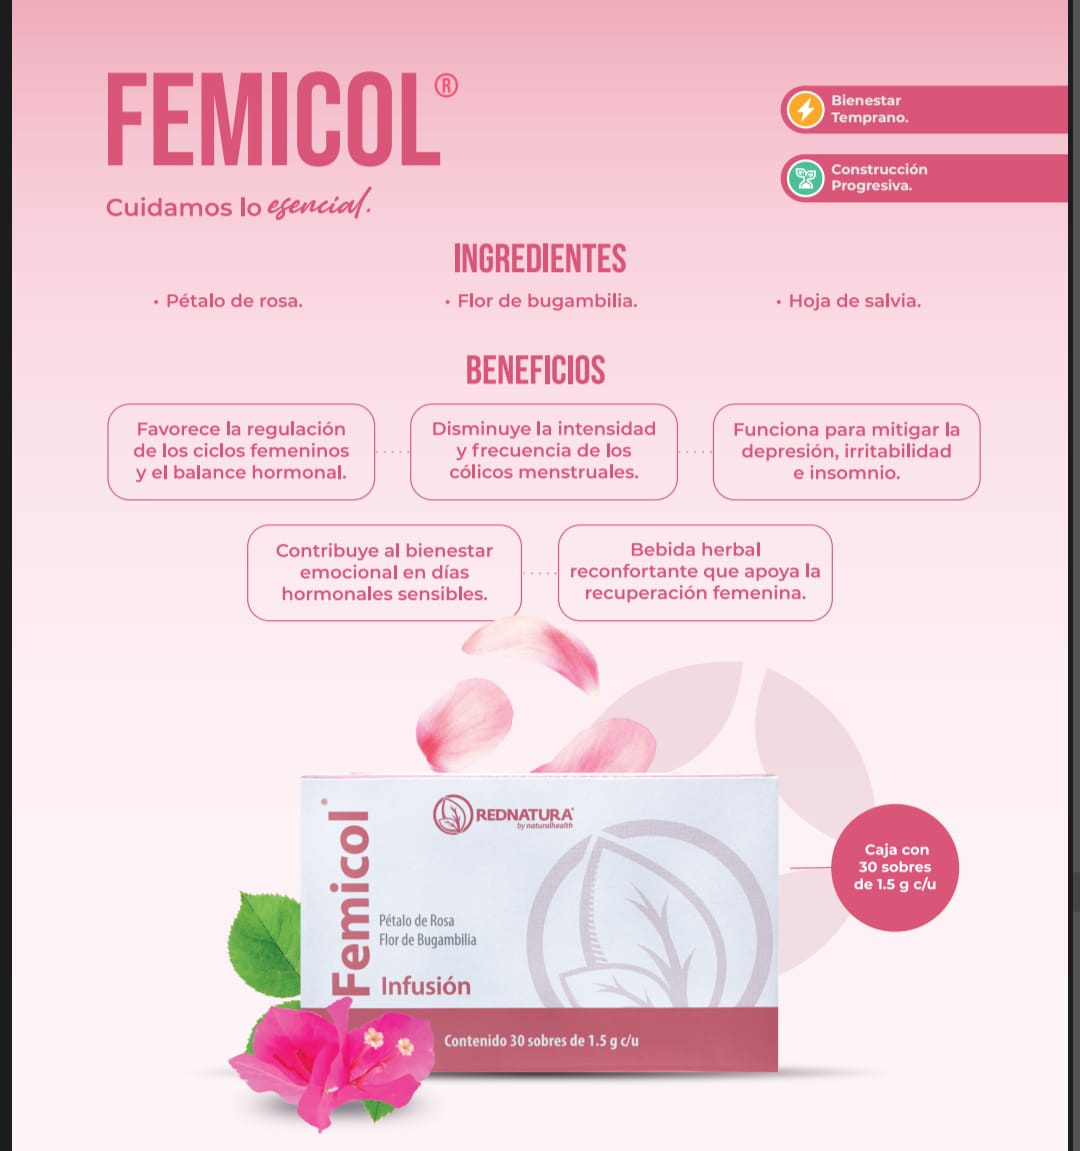 FEMICOL®
Cuidamos lo esencial.
Bienestar
Temprano.
Construcción
Progresiva.
INGREDIENTES
• Pétalo de rosa.
• Flor de bugambilia.
• Hoja de salvia.
BENEFICIOS
Favorece la regulación
de los ciclos femeninos
y el balance hormonal.
Disminuye la intensidad
y frecuencia de los
cólicos menstruales.
Funciona para mitigar la
depresión, irritabilidad
e insomnio.
Contribuye al bienestar
emocional en días
hormonales sensibles.
Bebida herbal
reconfortante que apoya la
recuperación femenina.
REDNATURA®
by naturalhealth
Femicol®
Pétalo de Rosa
Flor de Bugambilia
Infusión
Contenido 30 sobres de 1.5 g c/u
Caja con
30 sobres
de 1.5 g c/u